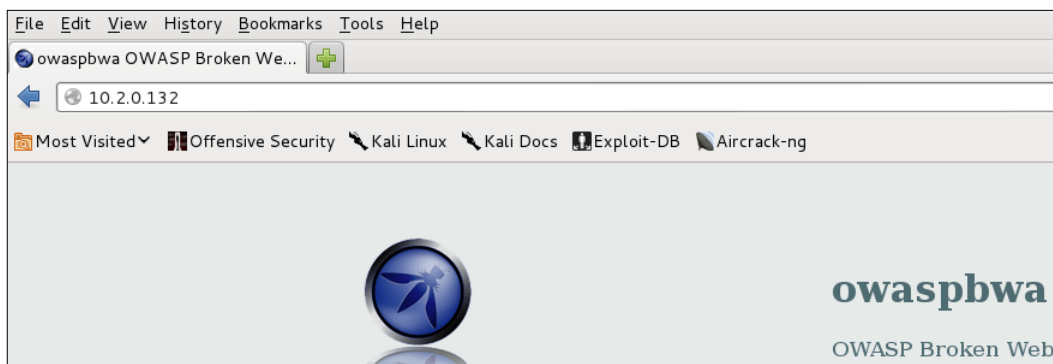 File Edit View History Bookmarks Tools Help
owaspbwa OWASP Broken We...
10.2.0.132
Most Visited Offensive Security Kali Linux Kali Docs Exploit-DB Aircrack-ng
owaspbwa
OWASP Broken Web